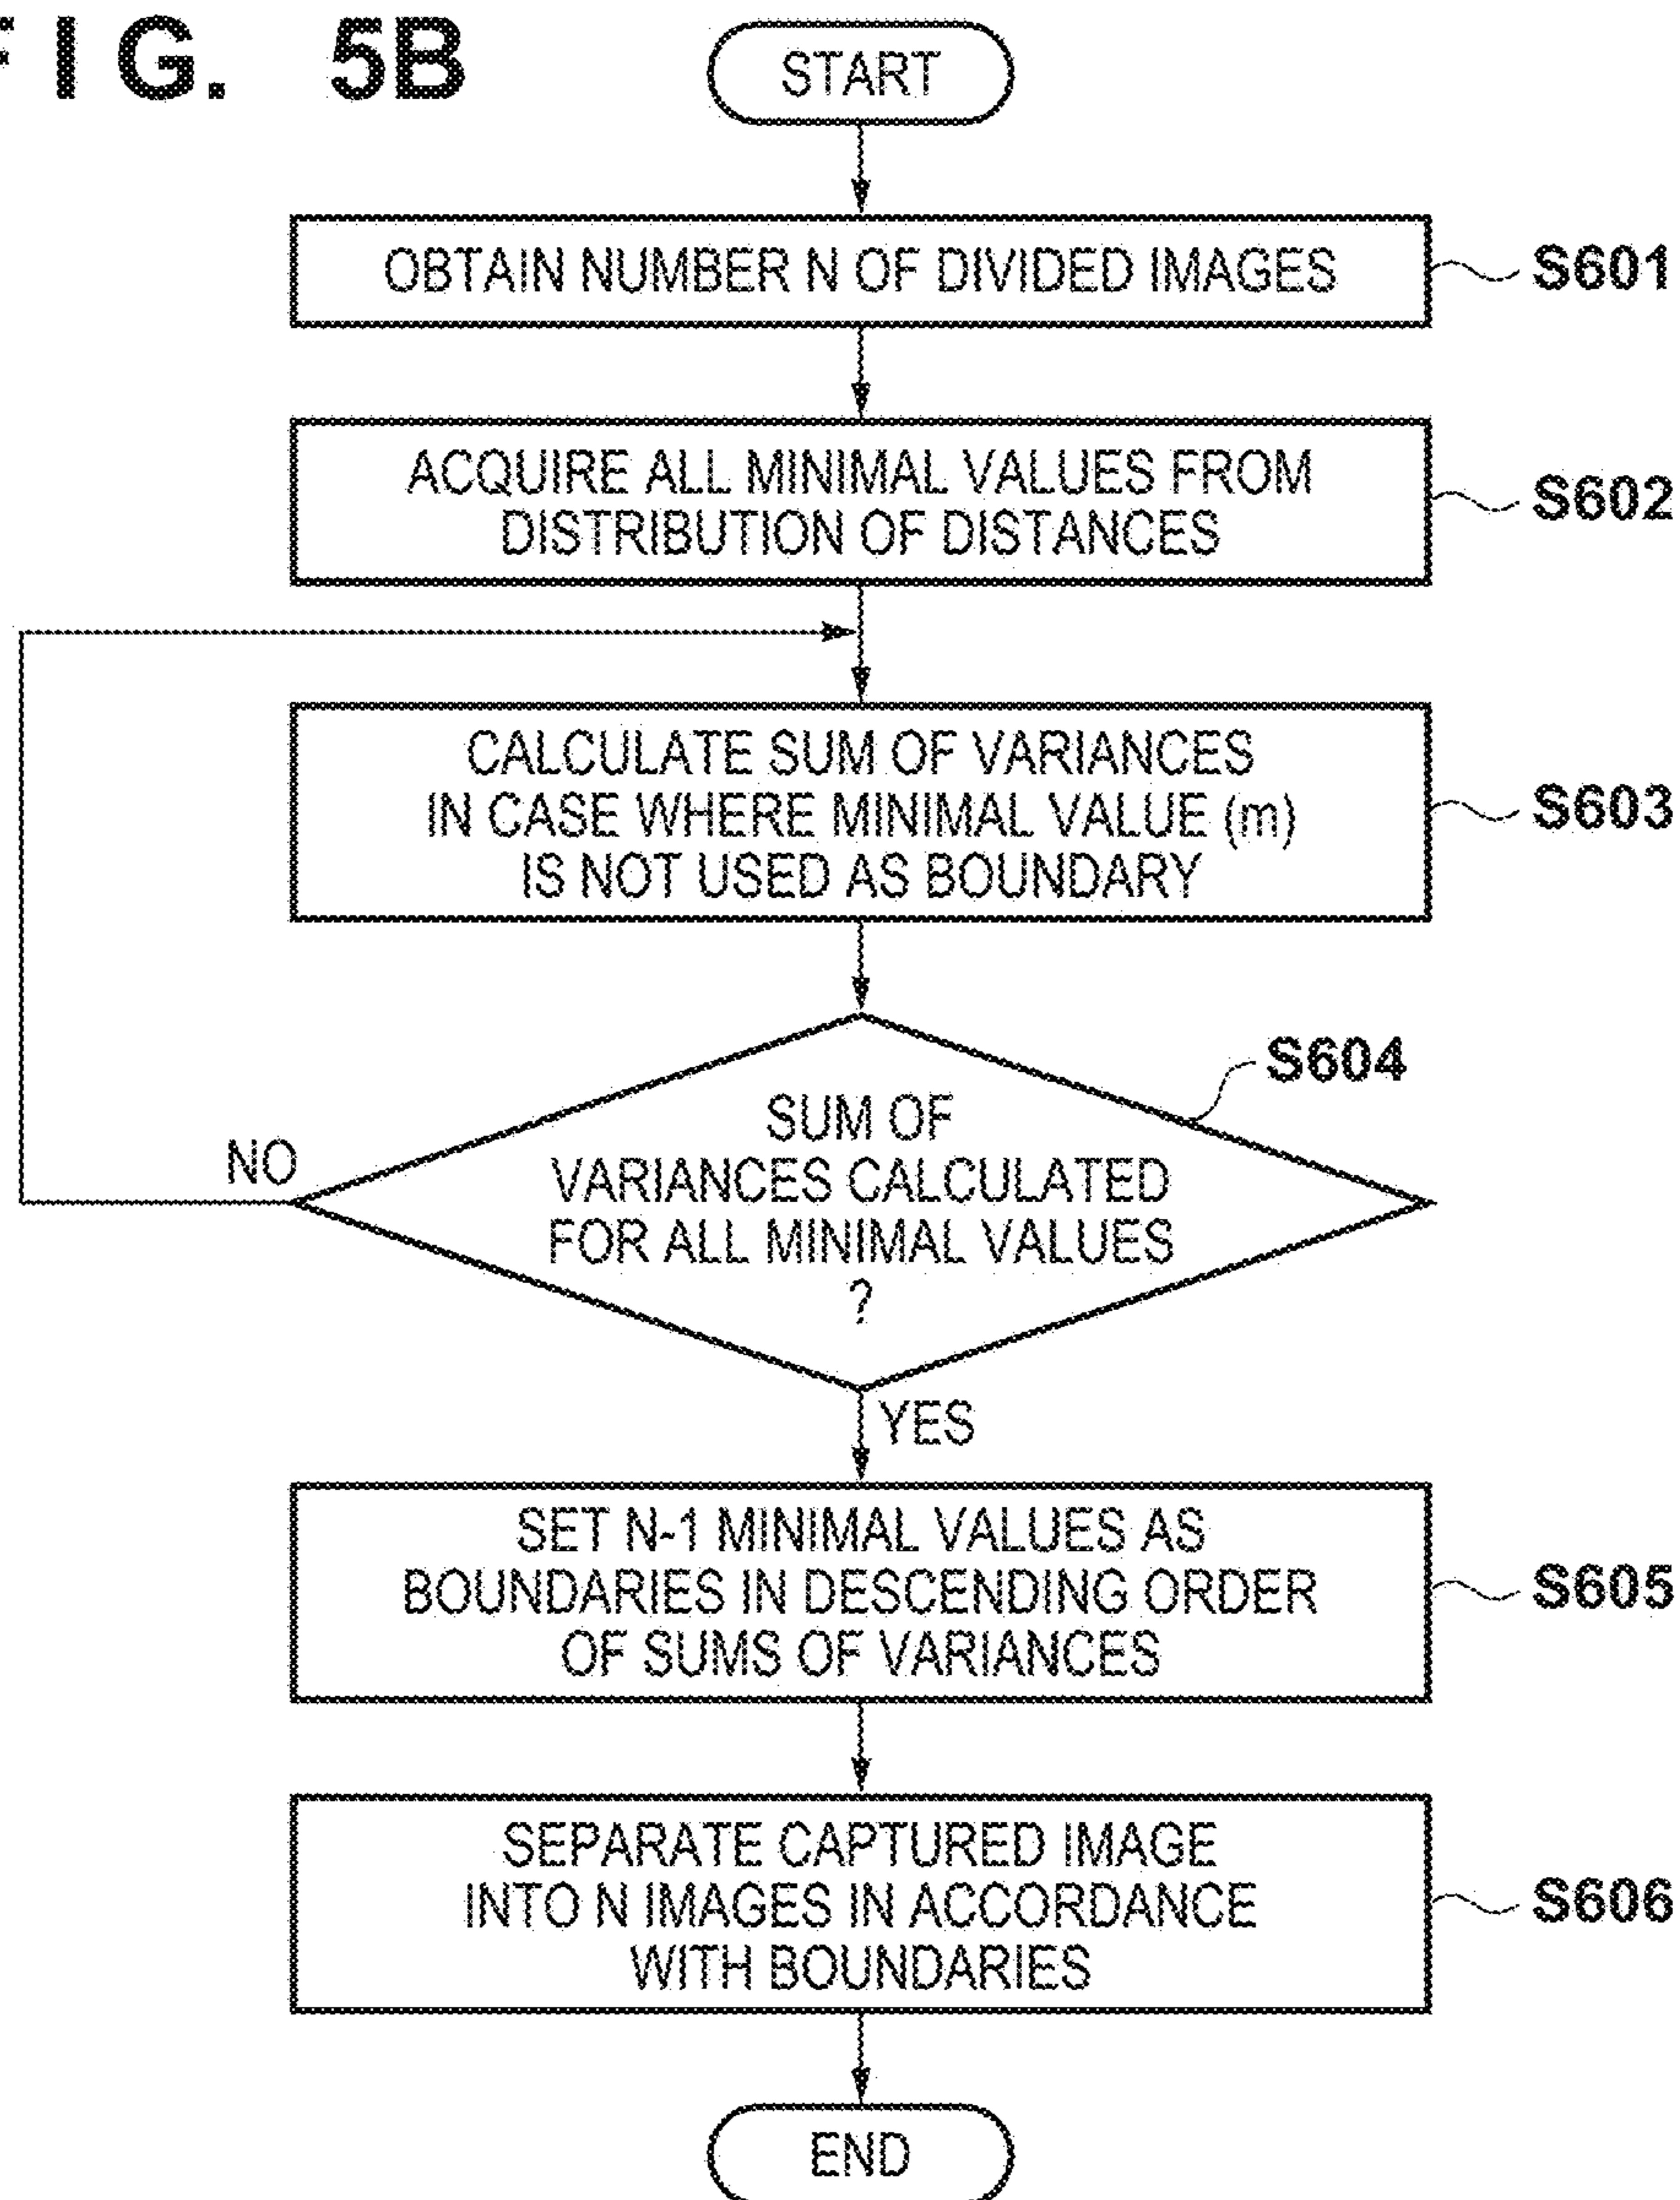 FIG. 5B
START
OBTAIN NUMBER N OF DIVIDED IMAGES
S601
ACQUIRE ALL MINIMAL VALUES FROM
DISTRIBUTION OF DISTANCES
S602
CALCULATE SUM OF VARIANCES
IN CASE WHERE MINIMAL VALUE (m)
IS NOT USED AS BOUNDARY
S603
S604
SUM OF
VARIANCES CALCULATED
FOR ALL MINIMAL VALUES
?
NO
YES
SET N-1 MINIMAL VALUES AS
BOUNDARIES IN DESCENDING ORDER
OF SUMS OF VARIANCES
S605
SEPARATE CAPTURED IMAGE
INTO N IMAGES IN ACCORDANCE
WITH BOUNDARIES
S606
END